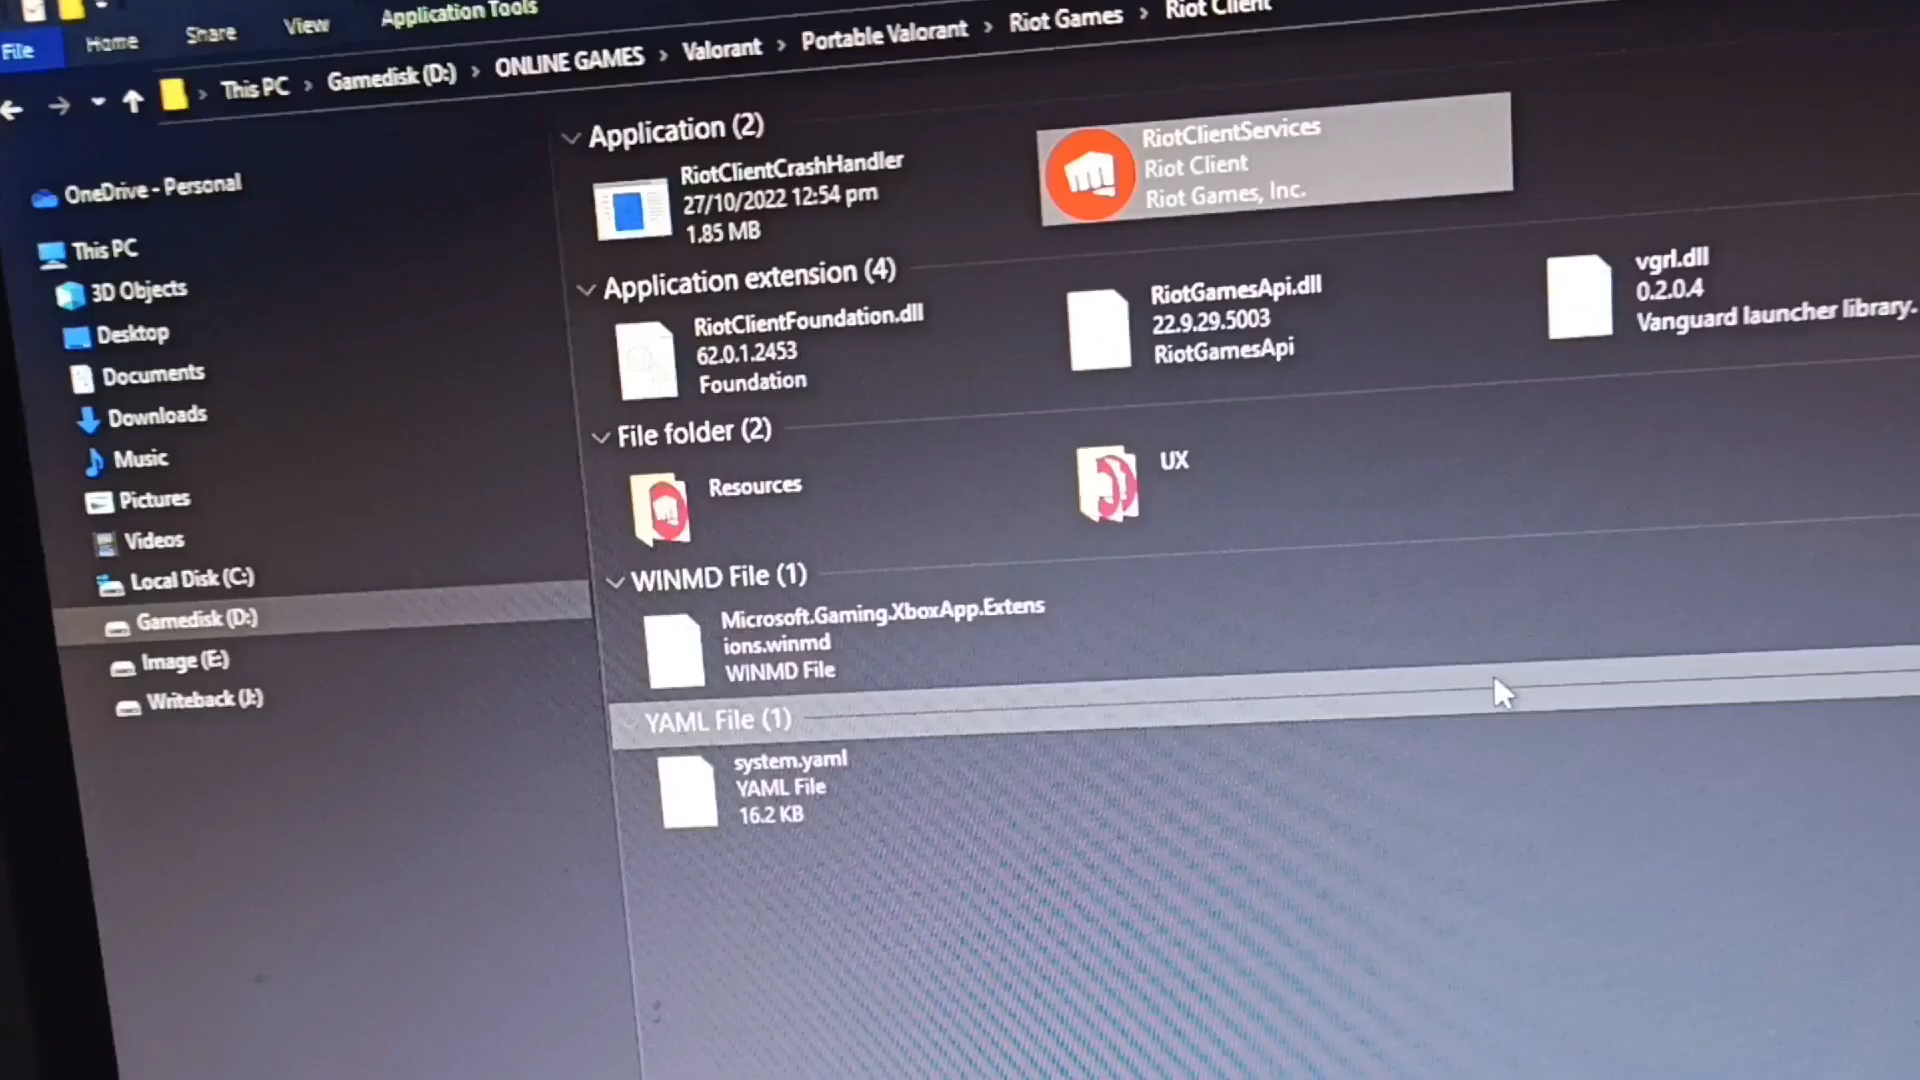 Application Tools
File Home Share View
This PC > Gamedisk (D:) > ONLINE GAMES > Valorant > Portable Valorant > Riot Games > Riot Client
OneDrive - Personal
This PC
3D Objects
Desktop
Documents
Downloads
Music
Pictures
Videos
Local Disk (C:)
Gamedisk (D:)
Image (E:)
Writeback (J:)
Application (2)
RiotClientCrashHandler
27/10/2022 12:54 pm
1.85 MB
RiotClientServices
Riot Client
Riot Games, Inc.
Application extension (4)
RiotClientFoundation.dll
62.0.1.2453
Foundation
RiotGamesApi.dll
22.9.29.5003
RiotGamesApi
vgrl.dll
0.2.0.4
Vanguard launcher library.
File folder (2)
Resources
UX
WINMD File (1)
Microsoft.Gaming.XboxApp.Extens
ions.winmd
WINMD File
YAML File (1)
system.yaml
YAML File
16.2 KB